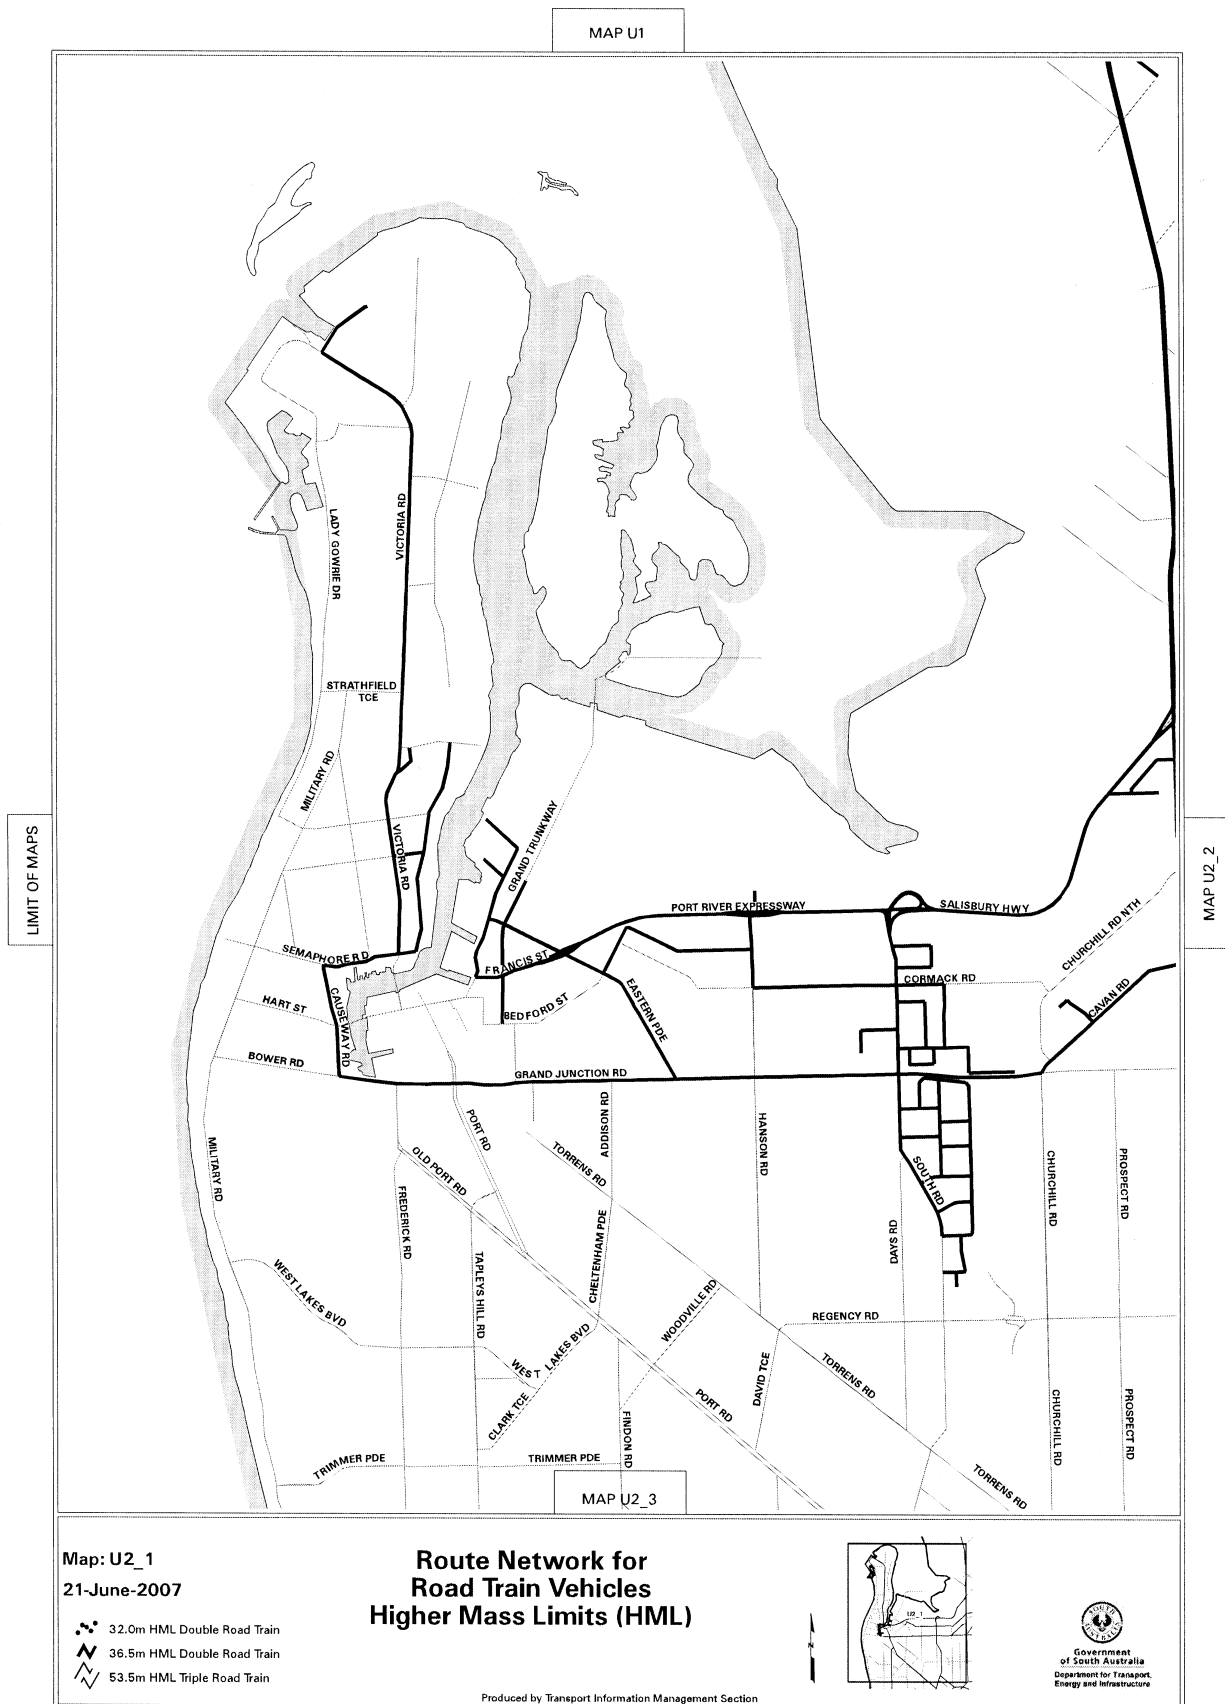 MAP U1
LIMIT OF MAPS
MAP U2_2
LADY GOWRIE DR
VICTORIA RD
STRATHFIELD
TCE
MILITARY RD
VICTORIA RD
GRAND TRUNKWAY
PORT RIVER EXPRESSWAY
SALISBURY HWY
CHURCHILL RD NTH
SEMAPHORE RD
FRANCIS ST
CORMACK RD
CAVAN RD
HART ST
CAUSEWAY RD
BEDFORD ST
EASTERN PDE
BOWER RD
GRAND JUNCTION RD
MILITARY RD
PORT RD
ADDISON RD
TORRENS RD
HANSON RD
OLD PORT RD
SOUTH RD
CHURCHILL RD
PROSPECT RD
FREDERICK RD
CHELTENHAM PDE
DAYS RD
WEST LAKES BVD
TAPLEYS HILL RD
WOODVILLE RD
REGENCY RD
WEST LAKES BVD
DAVID TCE
TORRENS RD
CLARK TCE
PORT RD
FINDON RD
CHURCHILL RD
PROSPECT RD
TRIMMER PDE
TRIMMER PDE
TORRENS RD
MAP U2_3
Map: U2_1
21-June-2007
32.0m HML Double Road Train
36.5m HML Double Road Train
53.5m HML Triple Road Train
Route Network for
Road Train Vehicles
Higher Mass Limits (HML)
Produced by Transport Information Management Section
N
U2_1
SOUTH
AUSTRALIA
Government
of South Australia
Department for Transport,
Energy and Infrastructure